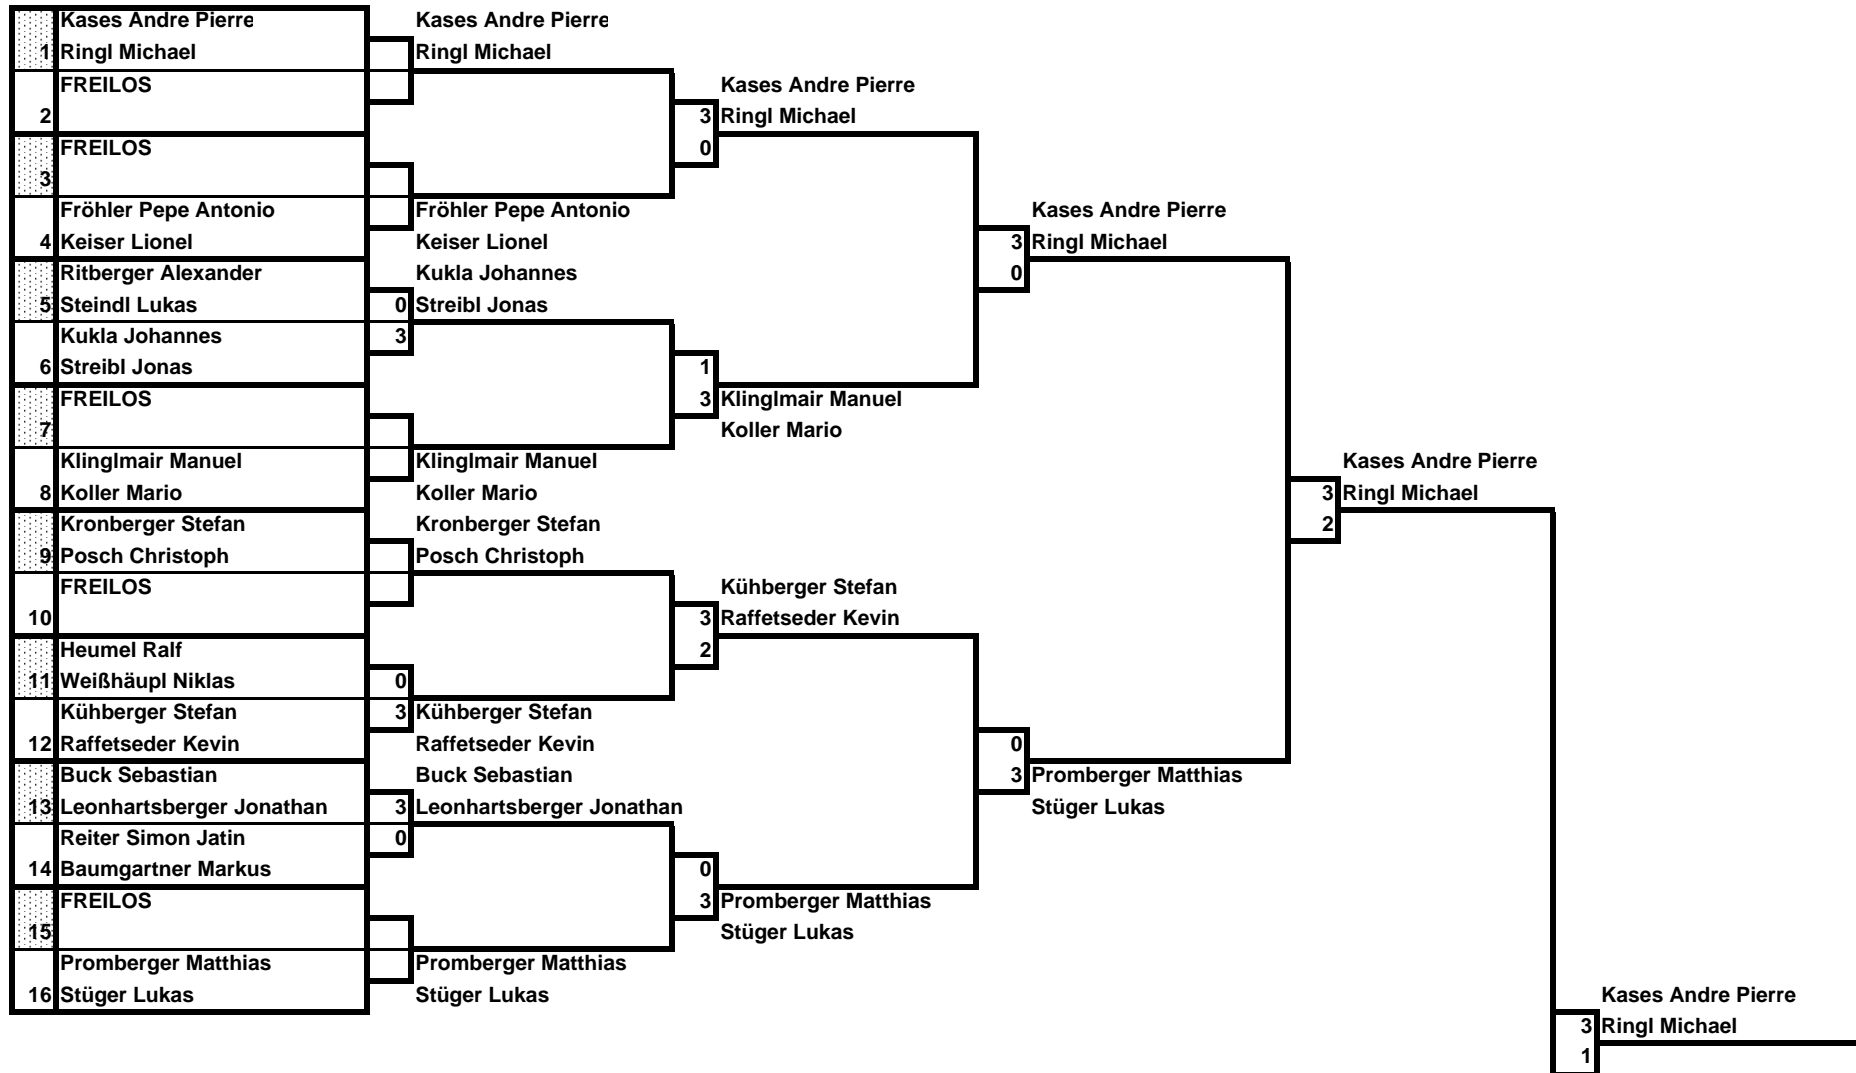 Kases Andre Pierre Kases Andre Pierre
1 Ringl Michael Ringl Michael
FREILOS Kases Andre Pierre
2 3 Ringl Michael
FREILOS 0
3
Fröhler Pepe Antonio Fröhler Pepe Antonio Kases Andre Pierre
4 Keiser Lionel Keiser Lionel 3 Ringl Michael
Ritberger Alexander Kukla Johannes 0
5 Steindl Lukas 0 Streibl Jonas
Kukla Johannes 3
6 Streibl Jonas 1
FREILOS 3 Klinglmair Manuel
7 Koller Mario
Klinglmair Manuel Klinglmair Manuel Kases Andre Pierre
8 Koller Mario Koller Mario 3 Ringl Michael
Kronberger Stefan Kronberger Stefan 2
9 Posch Christoph Posch Christoph
FREILOS Kühberger Stefan
10 3 Raffetseder Kevin
Heumel Ralf 2
11 Weißhäupl Niklas 0
Kühberger Stefan 3 Kühberger Stefan
12 Raffetseder Kevin Raffetseder Kevin 0
Buck Sebastian Buck Sebastian 3 Promberger Matthias
13 Leonhartsberger Jonathan 3 Leonhartsberger Jonathan Stüger Lukas
Reiter Simon Jatin 0
14 Baumgartner Markus 0
FREILOS 3 Promberger Matthias
15 Stüger Lukas
Promberger Matthias Promberger Matthias
16 Stüger Lukas Stüger Lukas Kases Andre Pierre
3 Ringl Michael
1